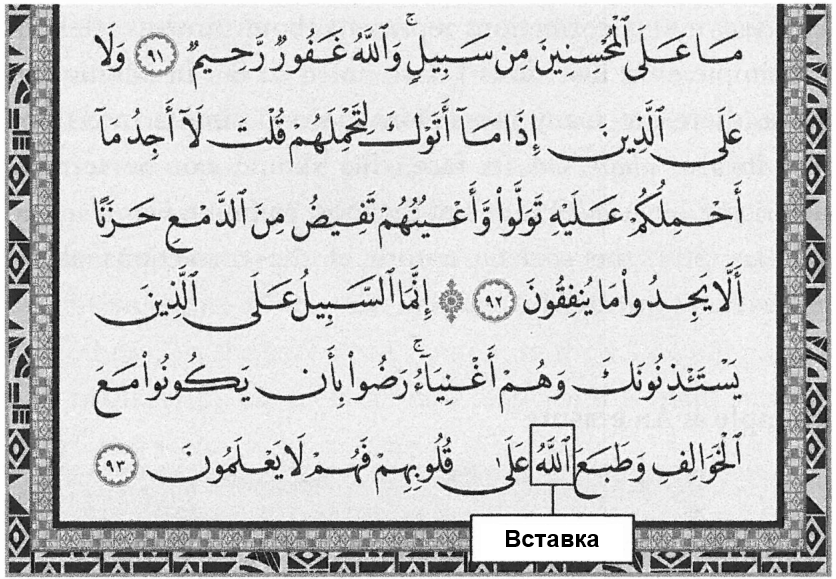 مَا عَلَى ٱلْمُحْسِنِينَ مِن سَبِيلٍۚ وَٱللَّهُ غَفُورٌ رَّحِيمٌ ٩١ وَلَا
عَلَى ٱلَّذِينَ إِذَا مَآ أَتَوْكَ لِتَحْمِلَهُمْ قُلْتَ لَآ أَجِدُ مَآ
أَحْمِلُكُمْ عَلَيْهِ تَوَلَّوا۟ وَّأَعْيُنُهُمْ تَفِيضُ مِنَ ٱلدَّمْعِ حَزَنًا
أَلَّا يَجِدُوا۟ مَا يُنفِقُونَ ٩٢ ۞ إِنَّمَا ٱلسَّبِيلُ عَلَى ٱلَّذِينَ
يَسْتَـْٔذِنُونَكَ وَهُمْ أَغْنِيَآءُۚ رَضُوا۟ بِأَن يَكُونُوا۟ مَعَ
ٱلْخَوَالِفِ وَطَبَعَ ٱللَّهُ عَلَىٰ قُلُوبِهِمْ فَهُمْ لَا يَعْلَمُونَ ٩٣
Вставка